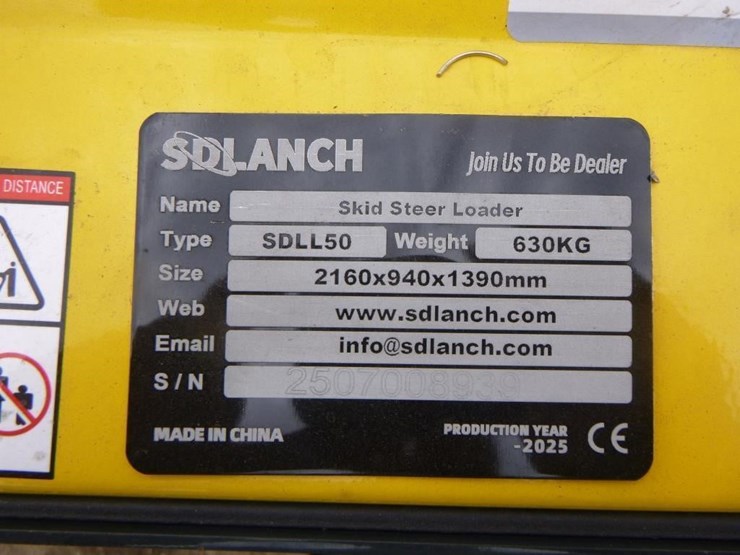 SDLANCH
Join Us To Be Dealer
DISTANCE
Name Skid Steer Loader
Type SDLL50 Weight 630KG
Size 2160x940x1390mm
Web www.sdlanch.com
Email info@sdlanch.com
S/N 2507008939
MADE IN CHINA
PRODUCTION YEAR
-2025
CE